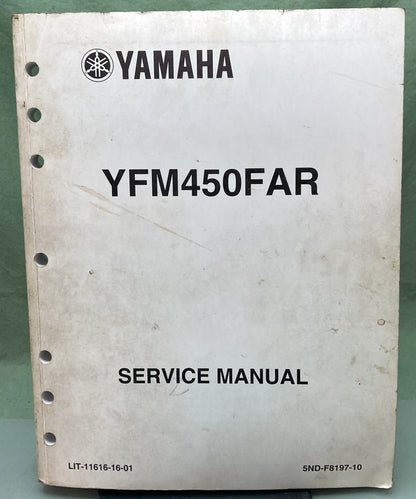 YAMAHA
YFM450FAR
SERVICE MANUAL
LIT-11616-16-01 5ND-F8197-10